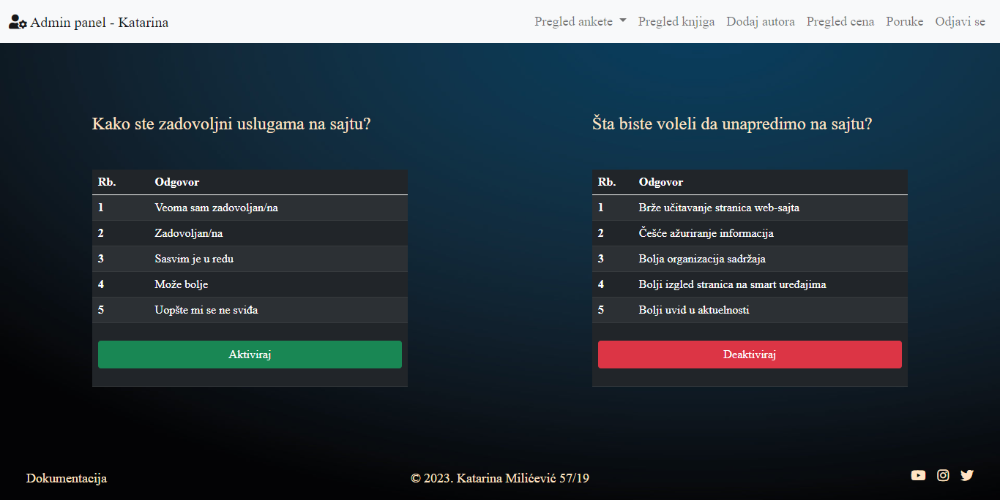 Admin panel - Katarina
Pregled ankete Pregled knjiga Dodaj autora Pregled cena Poruke Odjavi se
Kako ste zadovoljni uslugama na sajtu?
Rb. Odgovor
1 Veoma sam zadovoljan/na
2 Zadovoljan/na
3 Sasvim je u redu
4 Može bolje
5 Uopšte mi se ne sviđa
Aktiviraj
Šta biste voleli da unapredimo na sajtu?
Rb. Odgovor
1 Brže učitavanje stranica web-sajta
2 Češće ažuriranje informacija
3 Bolja organizacija sadržaja
4 Bolji izgled stranica na smart uređajima
5 Bolji uvid u aktuelnosti
Deaktiviraj
Dokumentacija
© 2023. Katarina Milićević 57/19